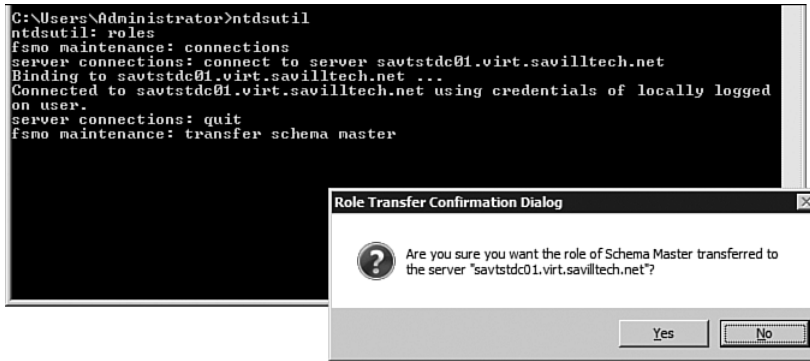 C:\Users\Administrator>ntdsutil
ntdsutil: roles
fsmo maintenance: connections
server connections: connect to server savtstdc01.virt.savilltech.net
Binding to savtstdc01.virt.savilltech.net ...
Connected to savtstdc01.virt.savilltech.net using credentials of locally logged
on user.
server connections: quit
fsmo maintenance: transfer schema master
Role Transfer Confirmation Dialog
Are you sure you want the role of Schema Master transferred to
the server "savtstdc01.virt.savilltech.net"?
Yes
No